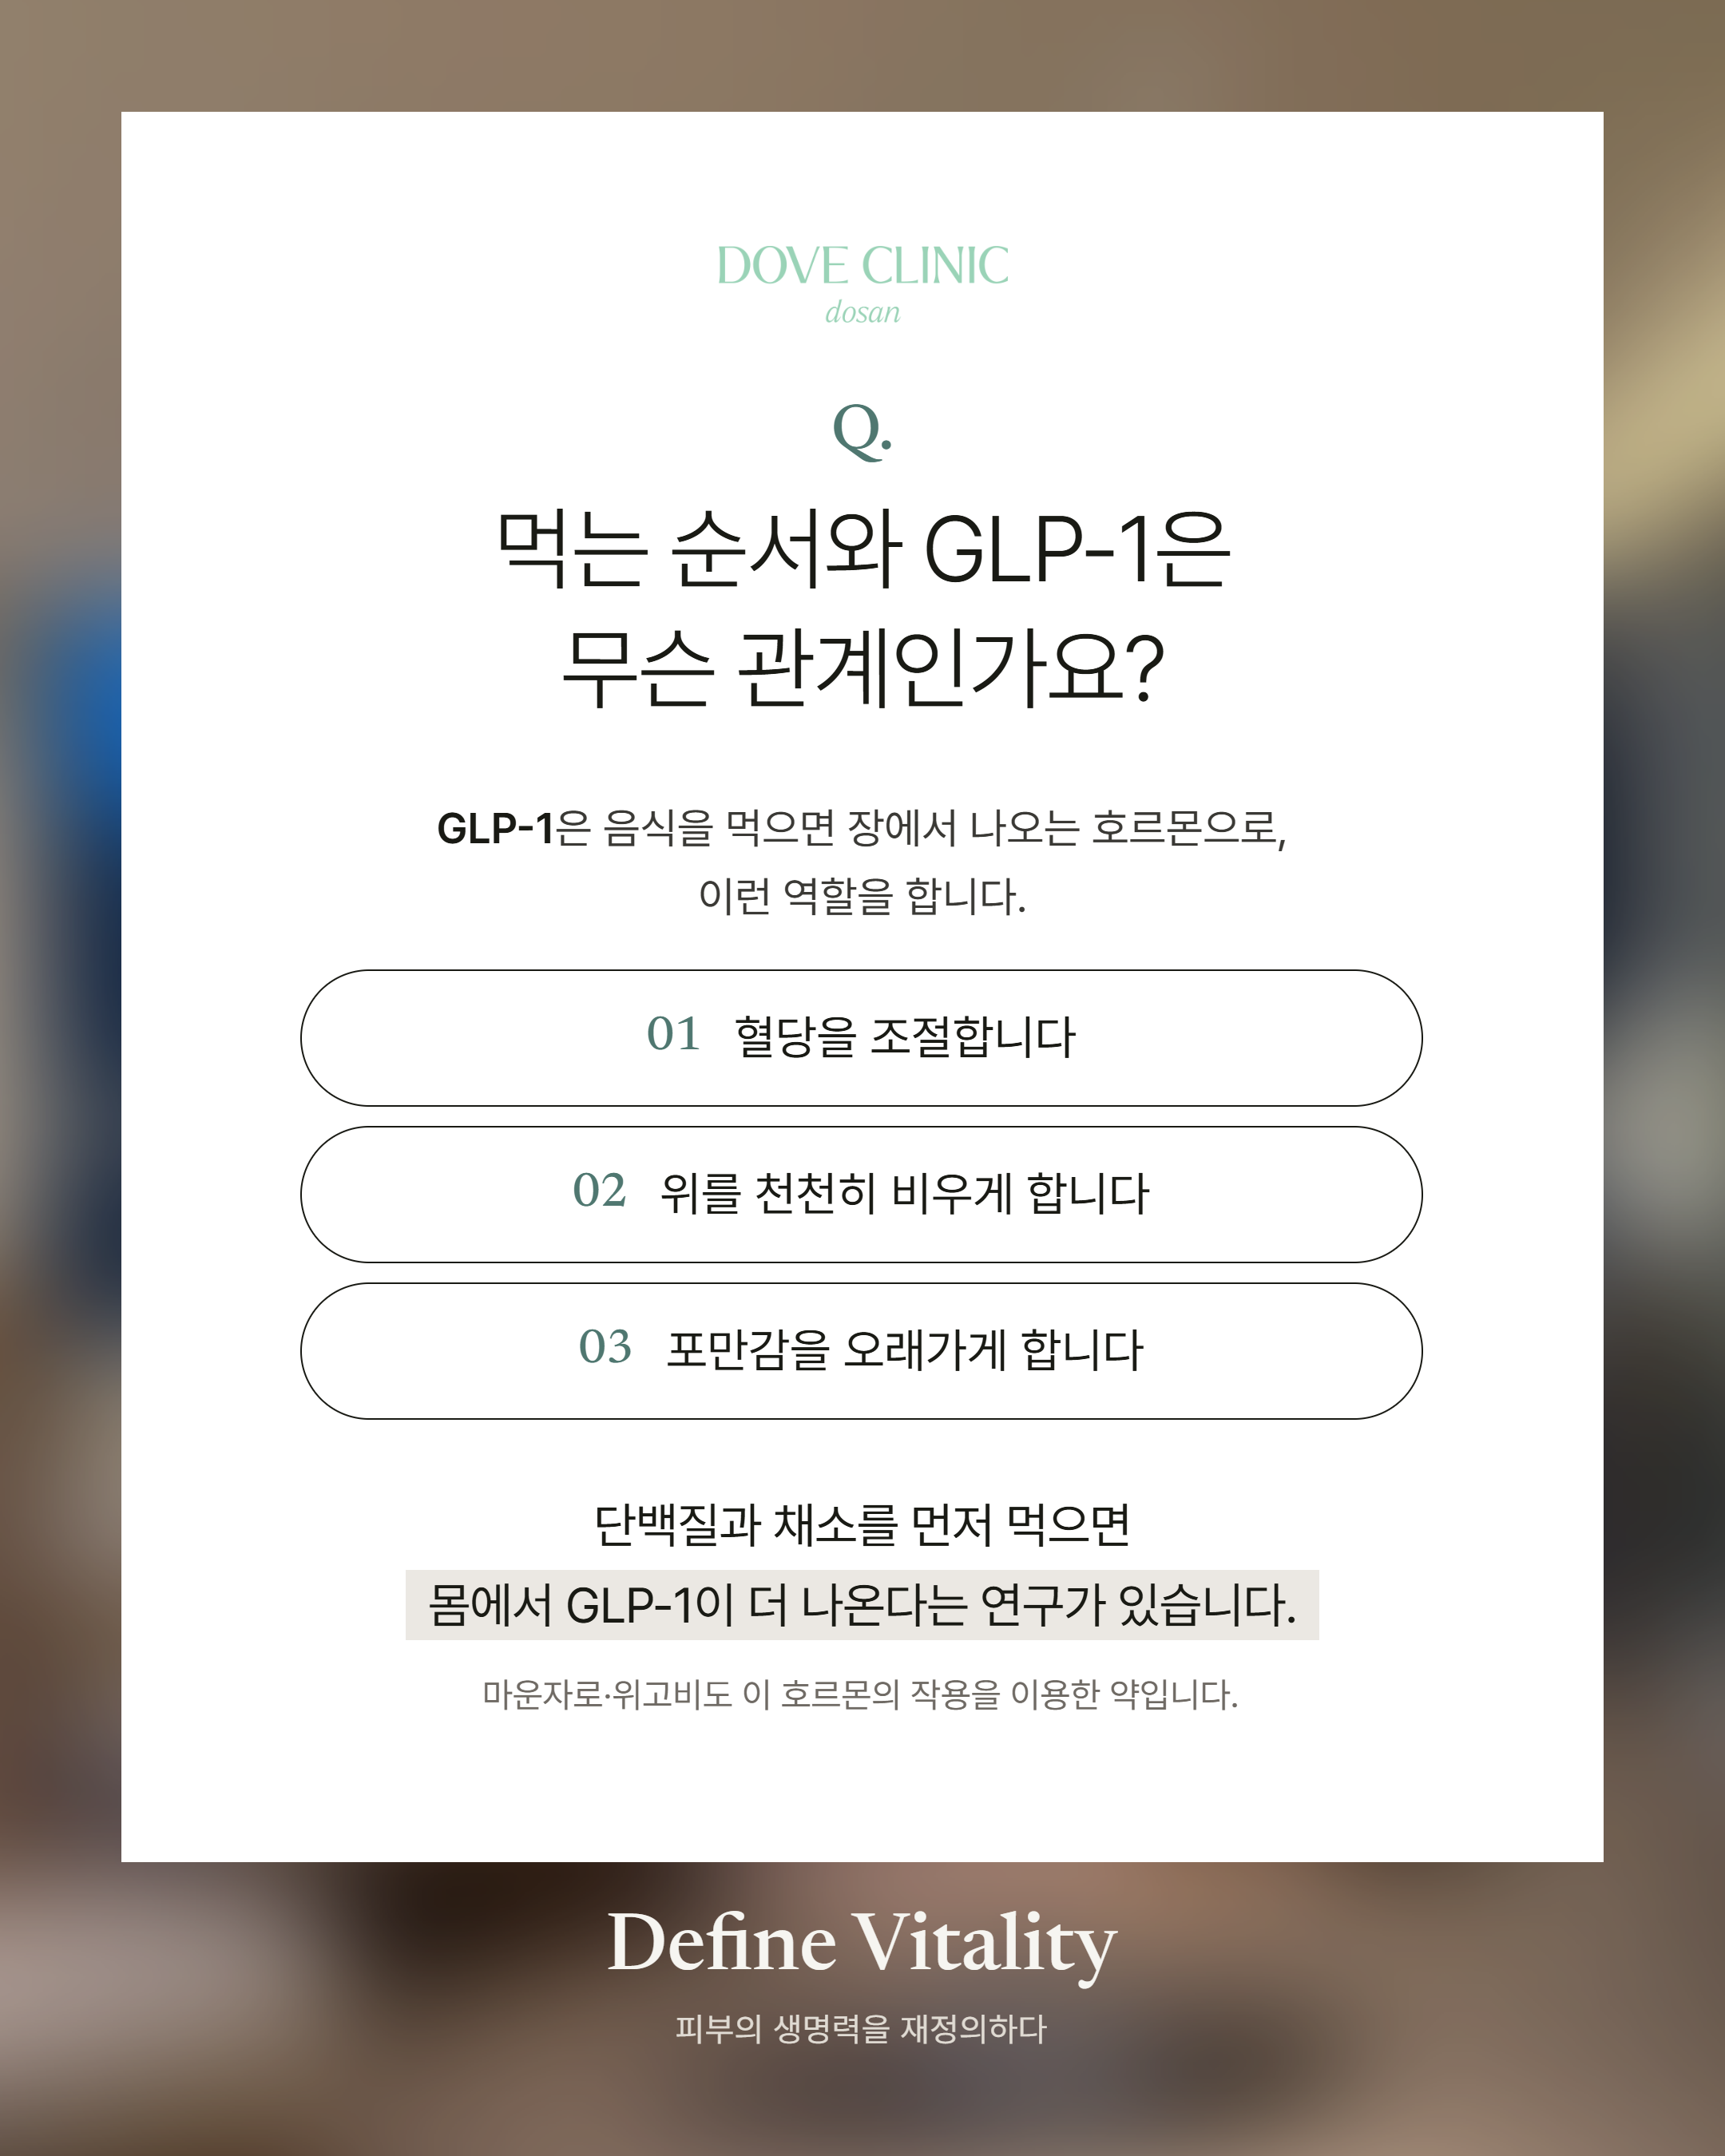 DOVE CLINIC
dosan
Q.
먹는 순서와 GLP-1은
무슨 관계인가요?
GLP-1은 음식을 먹으면 장에서 나오는 호르몬으로,
이런 역할을 합니다.
01 혈당을 조절합니다
02 위를 천천히 비우게 합니다
03 포만감을 오래가게 합니다
단백질과 채소를 먼저 먹으면
몸에서 GLP-1이 더 나온다는 연구가 있습니다.
마운자로·위고비도 이 호르몬의 작용을 이용한 약입니다.
Define Vitality
피부의 생명력을 재정의하다